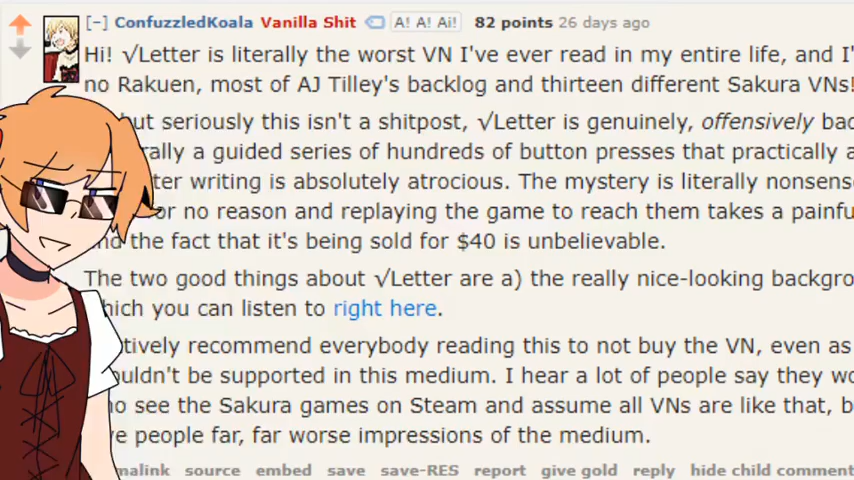 [-] ConfuzzledKoala Vanilla Shit A! A! Ai! 82 points 26 days ago
Hi! √Letter is literally the worst VN I've ever read in my entire life, and I'
no Rakuen, most of AJ Tilley's backlog and thirteen different Sakura VNs!
but seriously this isn't a shitpost, √Letter is genuinely, offensively bad
a guided series of hundreds of button presses that practically a
writing is absolutely atrocious. The mystery is literally nonsens
or no reason and replaying the game to reach them takes a painfu
the fact that it's being sold for $40 is unbelievable.
The two good things about √Letter are a) the really nice-looking backgro
which you can listen to right here.
recommend everybody reading this to not buy the VN, even as
be supported in this medium. I hear a lot of people say they wo
see the Sakura games on Steam and assume all VNs are like that, b
people far, far worse impressions of the medium.
malink source embed save save-RES report give gold reply hide child comment